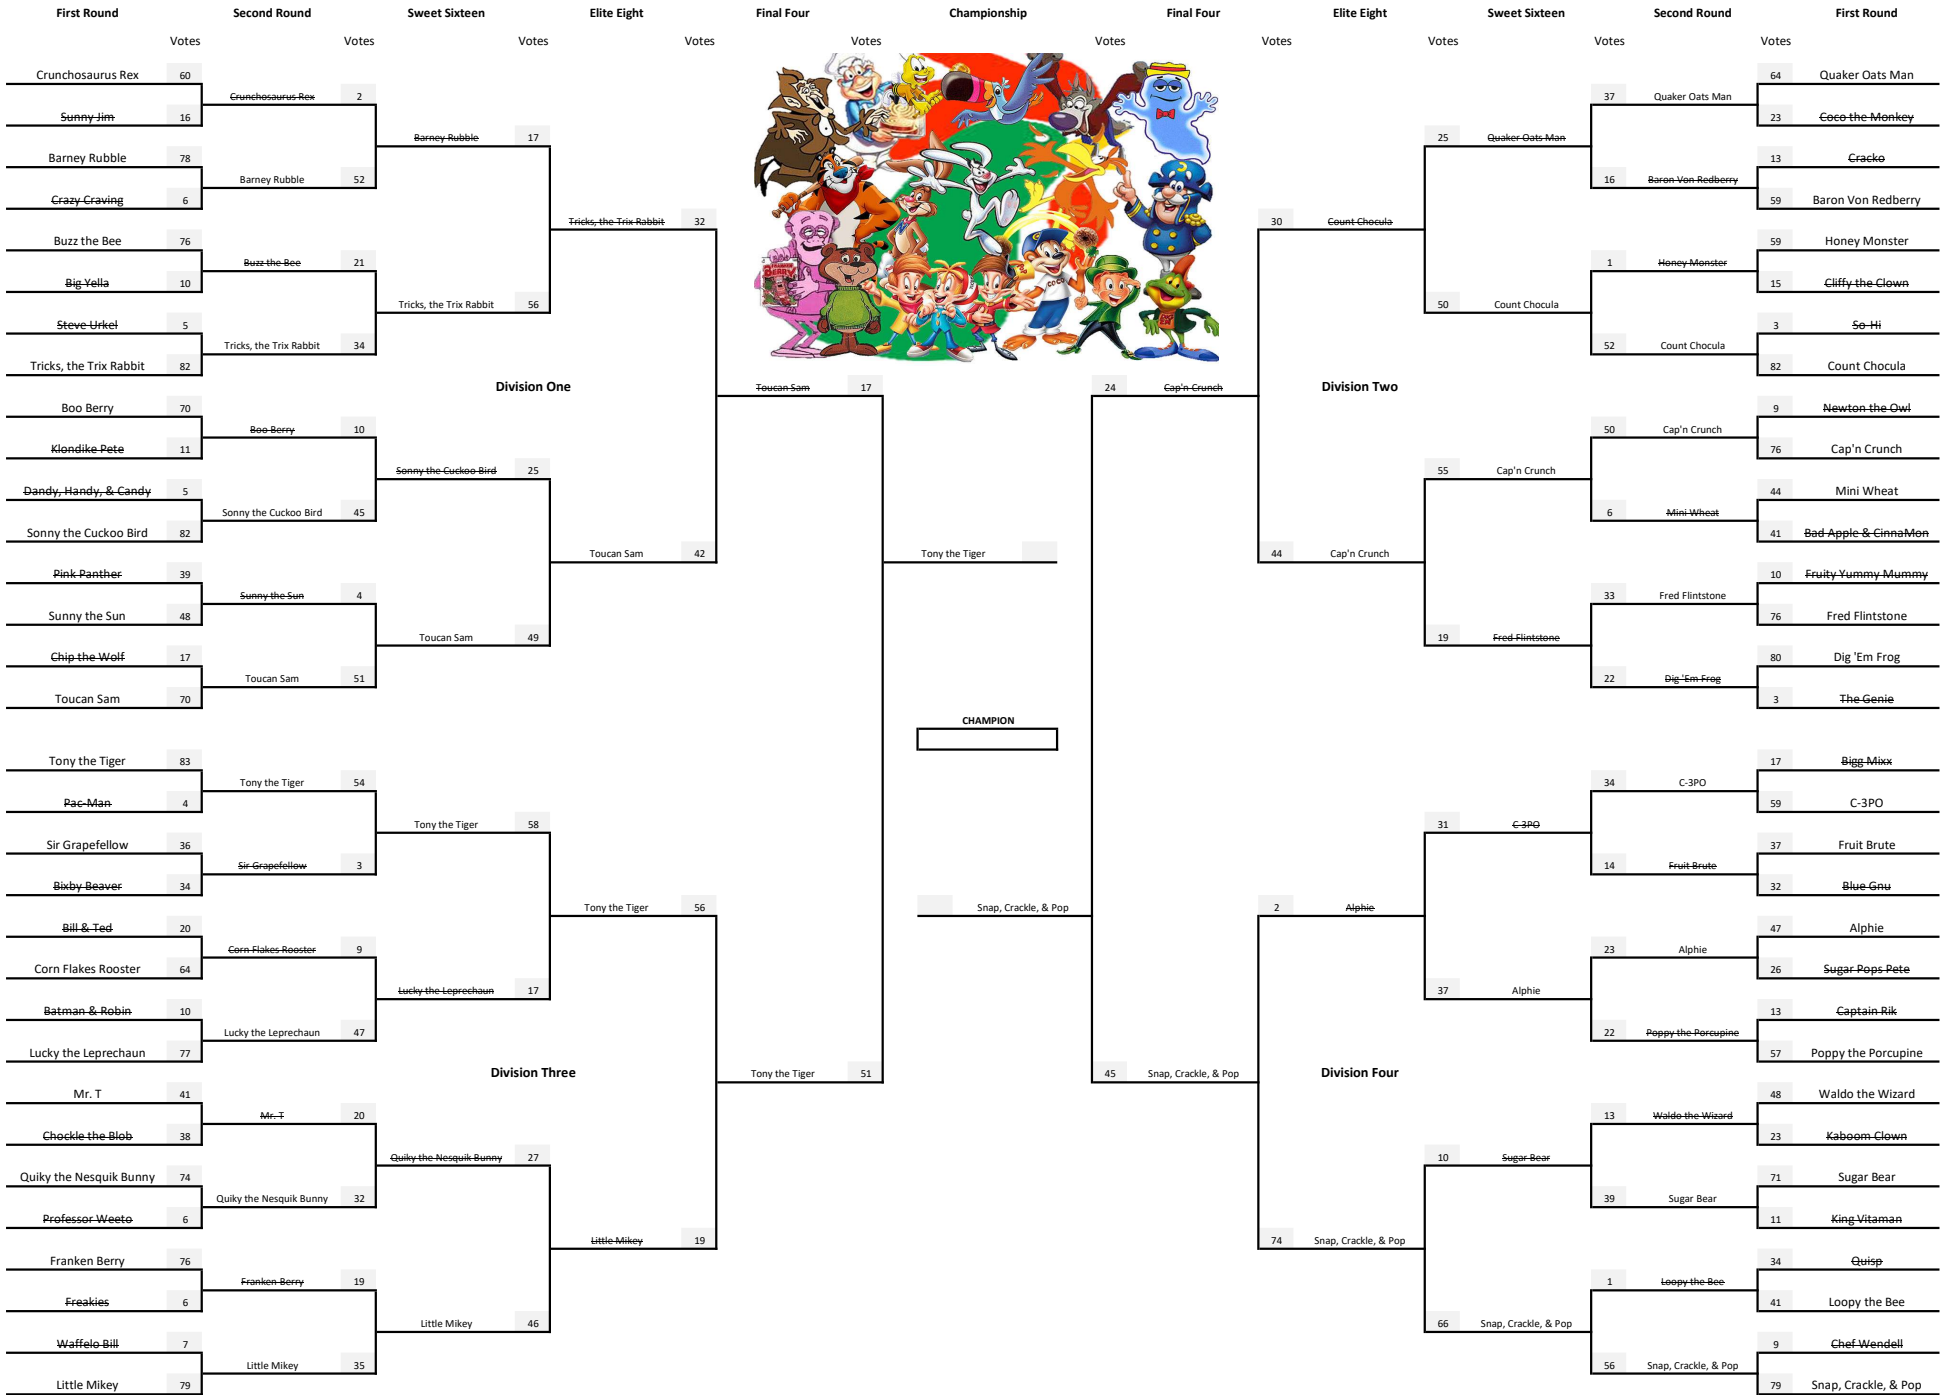 First Round Second Round Sweet Sixteen Elite Eight Final Four Championship Final Four Elite Eight Sweet Sixteen Second Round First Round
Votes Votes Votes Votes Votes Votes Votes Votes Votes Votes
Crunchosaurus Rex 60 64 Quaker Oats Man
Crunchosaurus Rex 2 37 Quaker Oats Man
Sunny Jim 16 23 Coco the Monkey
Barney Rubble 17 25 Quaker Oats Man
Barney Rubble 78 13 Cracko
Barney Rubble 52 16 Baron Von Redberry
Crazy Craving 6 59 Baron Von Redberry
Tricks, the Trix Rabbit 32 30 Count Chocula
Buzz the Bee 76 59 Honey Monster
Buzz the Bee 21 1 Honey Monster
Big Yella 10 15 Cliffy the Clown
Tricks, the Trix Rabbit 56 50 Count Chocula
Steve Urkel 5 3 So-Hi
Tricks, the Trix Rabbit 34 52 Count Chocula
Tricks, the Trix Rabbit 82 82 Count Chocula
Division One Toucan Sam 17 24 Cap'n Crunch Division Two
Boo Berry 70 9 Newton the Owl
Boo Berry 10 50 Cap'n Crunch
Klondike Pete 11 76 Cap'n Crunch
Sonny the Cuckoo Bird 25 55 Cap'n Crunch
Dandy, Handy, & Candy 5 44 Mini Wheat
Sonny the Cuckoo Bird 45 6 Mini Wheat
Sonny the Cuckoo Bird 82 41 Bad Apple & CinnaMon
Toucan Sam 42 Tony the Tiger 44 Cap'n Crunch
Pink Panther 39 10 Fruity Yummy Mummy
Sunny the Sun 4 33 Fred Flintstone
Sunny the Sun 48 76 Fred Flintstone
Toucan Sam 49 19 Fred Flintstone
Chip the Wolf 17 80 Dig 'Em Frog
Toucan Sam 51 22 Dig 'Em Frog
Toucan Sam 70 3 The Genie
CHAMPION
Tony the Tiger 83 17 Bigg Mixx
Tony the Tiger 54 34 C-3PO
Pac-Man 4 59 C-3PO
Tony the Tiger 58 31 C-3PO
Sir Grapefellow 36 37 Fruit Brute
Sir Grapefellow 3 14 Fruit Brute
Bixby Beaver 34 32 Blue Gnu
Tony the Tiger 56 Snap, Crackle, & Pop 2 Alphie
Bill & Ted 20 47 Alphie
Corn Flakes Rooster 9 23 Alphie
Corn Flakes Rooster 64 26 Sugar Pops Pete
Lucky the Leprechaun 17 37 Alphie
Batman & Robin 10 13 Captain Rik
Lucky the Leprechaun 47 22 Poppy the Porcupine
Lucky the Leprechaun 77 57 Poppy the Porcupine
Division Three Tony the Tiger 51 45 Snap, Crackle, & Pop Division Four
Mr. T 41 48 Waldo the Wizard
Mr. T 20 13 Waldo the Wizard
Chockle the Blob 38 23 Kaboom Clown
Quiky the Nesquik Bunny 27 10 Sugar Bear
Quiky the Nesquik Bunny 74 71 Sugar Bear
Quiky the Nesquik Bunny 32 39 Sugar Bear
Professor Weeto 6 11 King Vitaman
Little Mikey 19 74 Snap, Crackle, & Pop
Franken Berry 76 34 Quisp
Franken Berry 19 1 Loopy the Bee
Freakies 6 41 Loopy the Bee
Little Mikey 46 66 Snap, Crackle, & Pop
Waffelo Bill 7 9 Chef Wendell
Little Mikey 35 56 Snap, Crackle, & Pop
Little Mikey 79 79 Snap, Crackle, & Pop